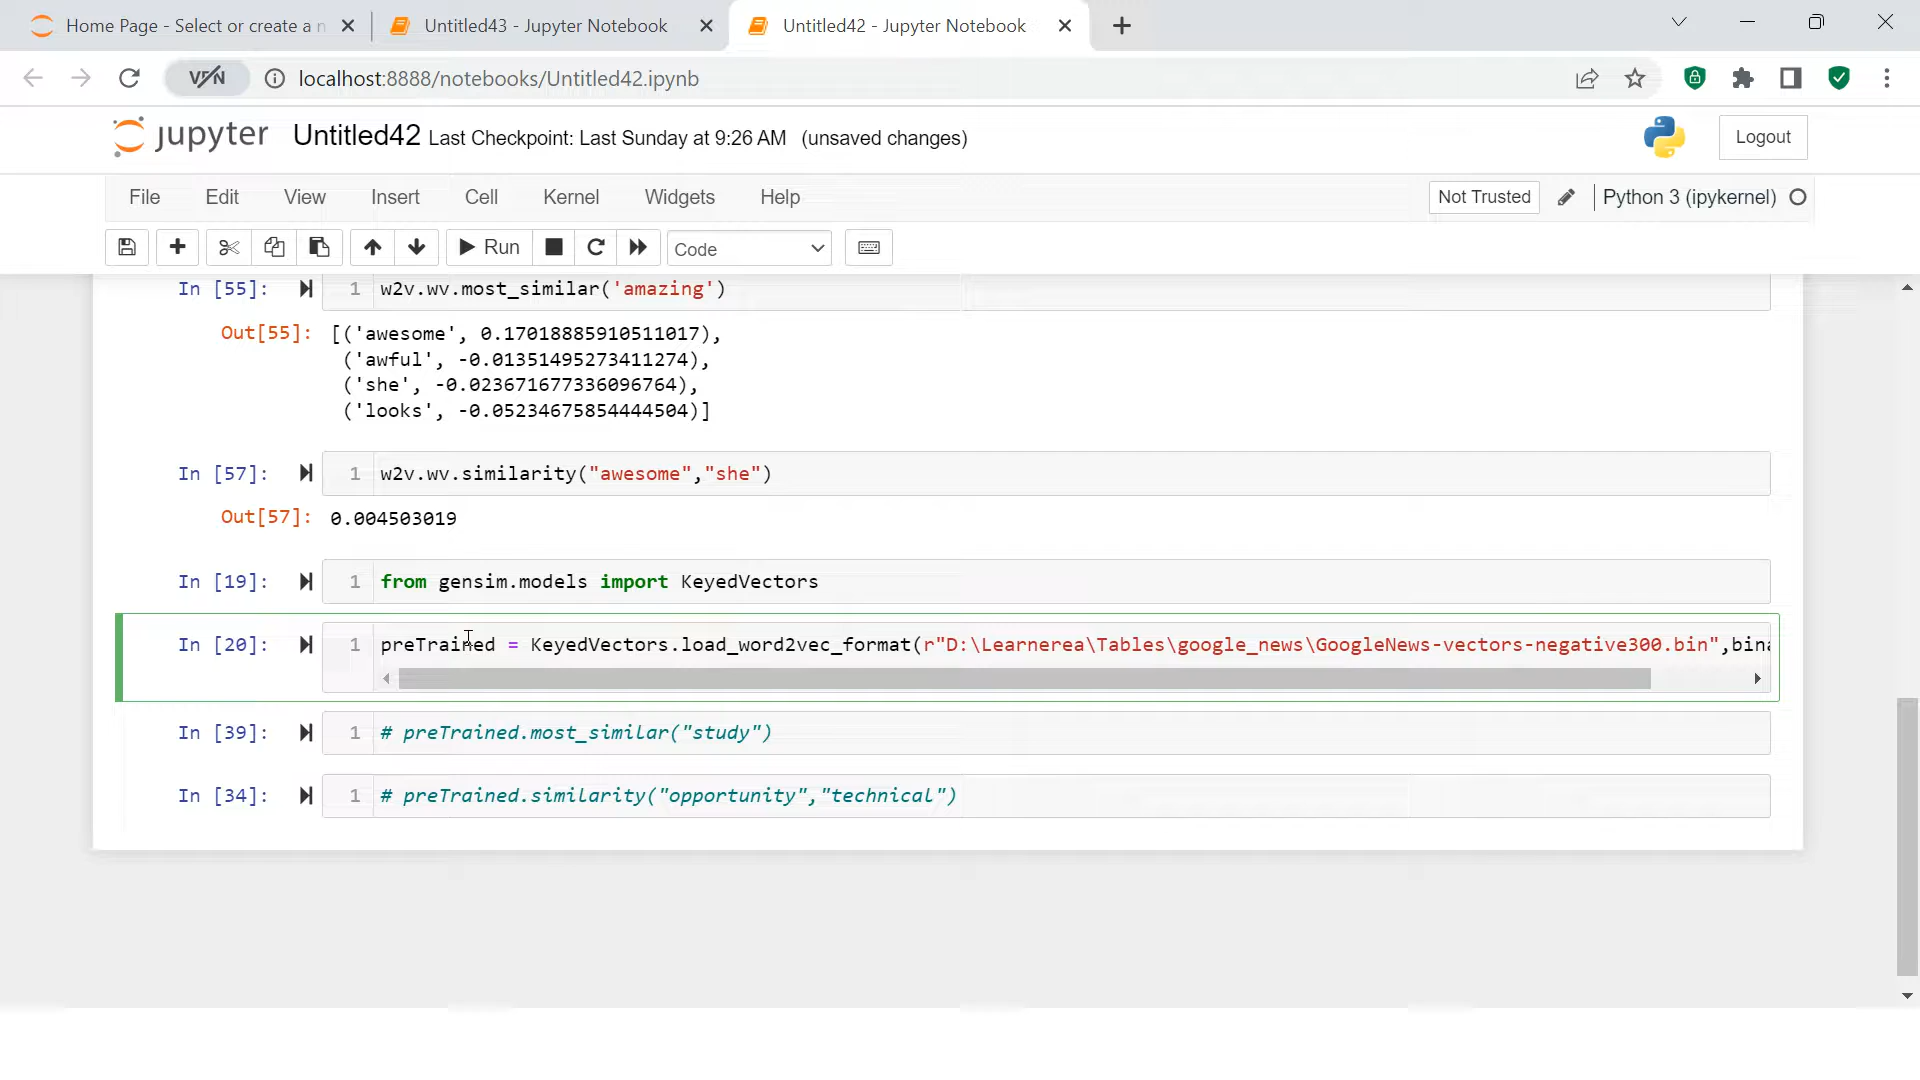 Home Page - Select or create a n
Untitled43 - Jupyter Notebook
Untitled42 - Jupyter Notebook
VPN
localhost:8888/notebooks/Untitled42.ipynb
jupyter Untitled42 Last Checkpoint: Last Sunday at 9:26 AM (unsaved changes)
Logout
File Edit View Insert Cell Kernel Widgets Help
Not Trusted
Python 3 (ipykernel)
Run
Code
In [55]: 1 w2v.wv.most_similar('amazing')
Out[55]: [('awesome', 0.17018885910511017),
('awful', -0.01351495273411274),
('she', -0.023671677336096764),
('looks', -0.05234675854444504)]
In [57]: 1 w2v.wv.similarity("awesome","she")
Out[57]: 0.004503019
In [19]: 1 from gensim.models import KeyedVectors
In [20]: 1 preTrained = KeyedVectors.load_word2vec_format(r"D:\Learnerea\Tables\google_news\GoogleNews-vectors-negative300.bin",bina
In [39]: 1 # preTrained.most_similar("study")
In [34]: 1 # preTrained.similarity("opportunity","technical")